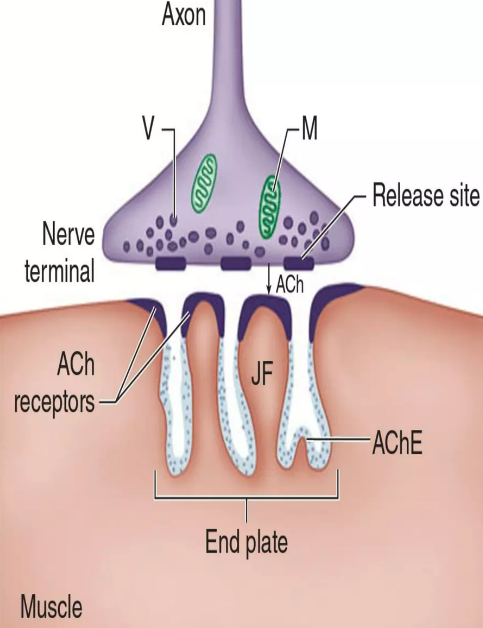 Axon
V
M
Release site
Nerve
terminal
ACh
ACh
receptors
JF
AChE
End plate
Muscle